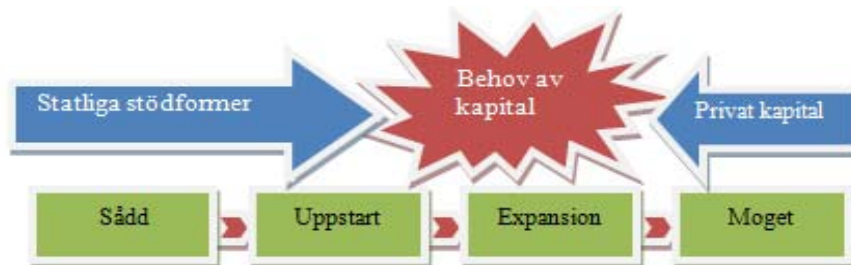 Statliga stödformer
Behov av
kapital
Privat kapital
Sådd
Uppstart
Expansion
Moget